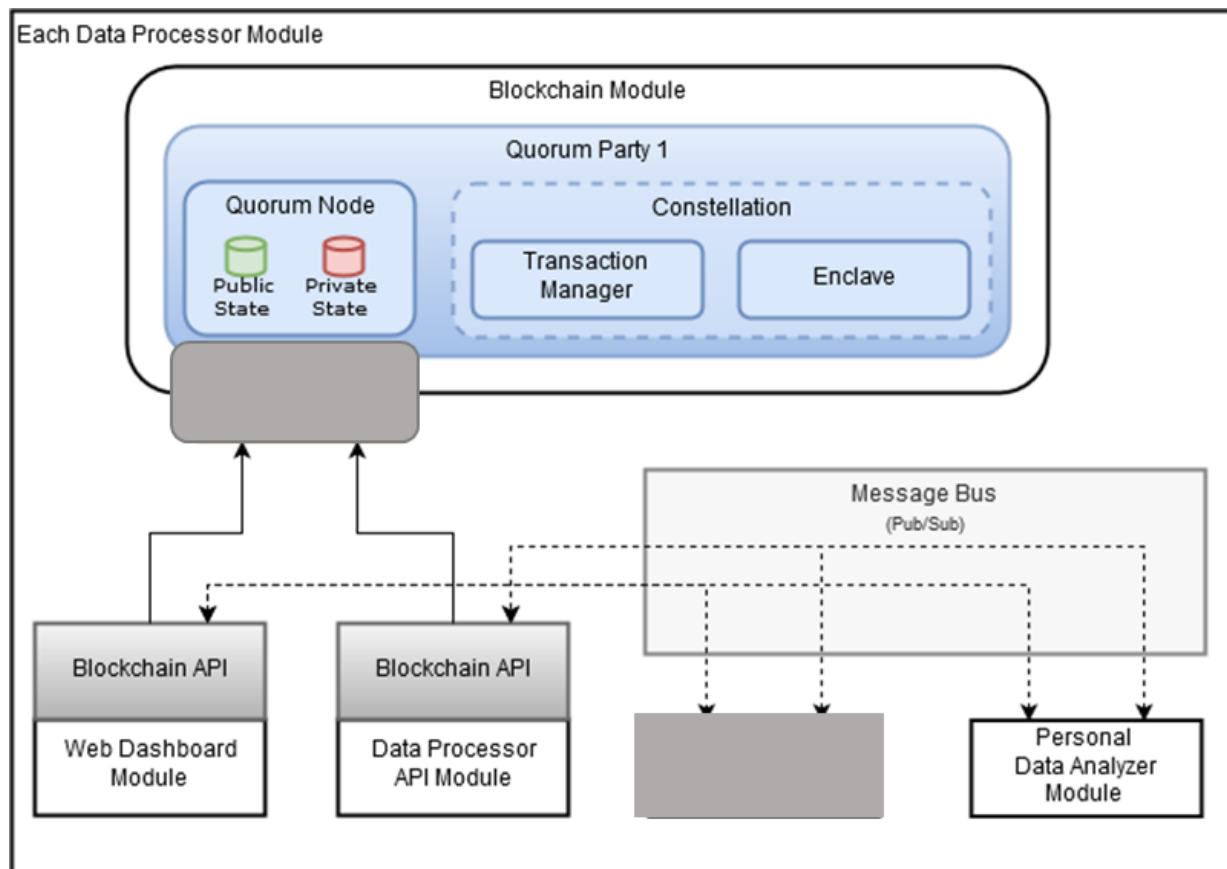 Each Data Processor Module
Blockchain Module
Quorum Party 1
Quorum Node
Public
State
Private
State
Constellation
Transaction
Manager
Enclave
Message Bus
(Pub/Sub)
Blockchain API
Web Dashboard
Module
Blockchain API
Data Processor
API Module
Personal
Data Analyzer
Module